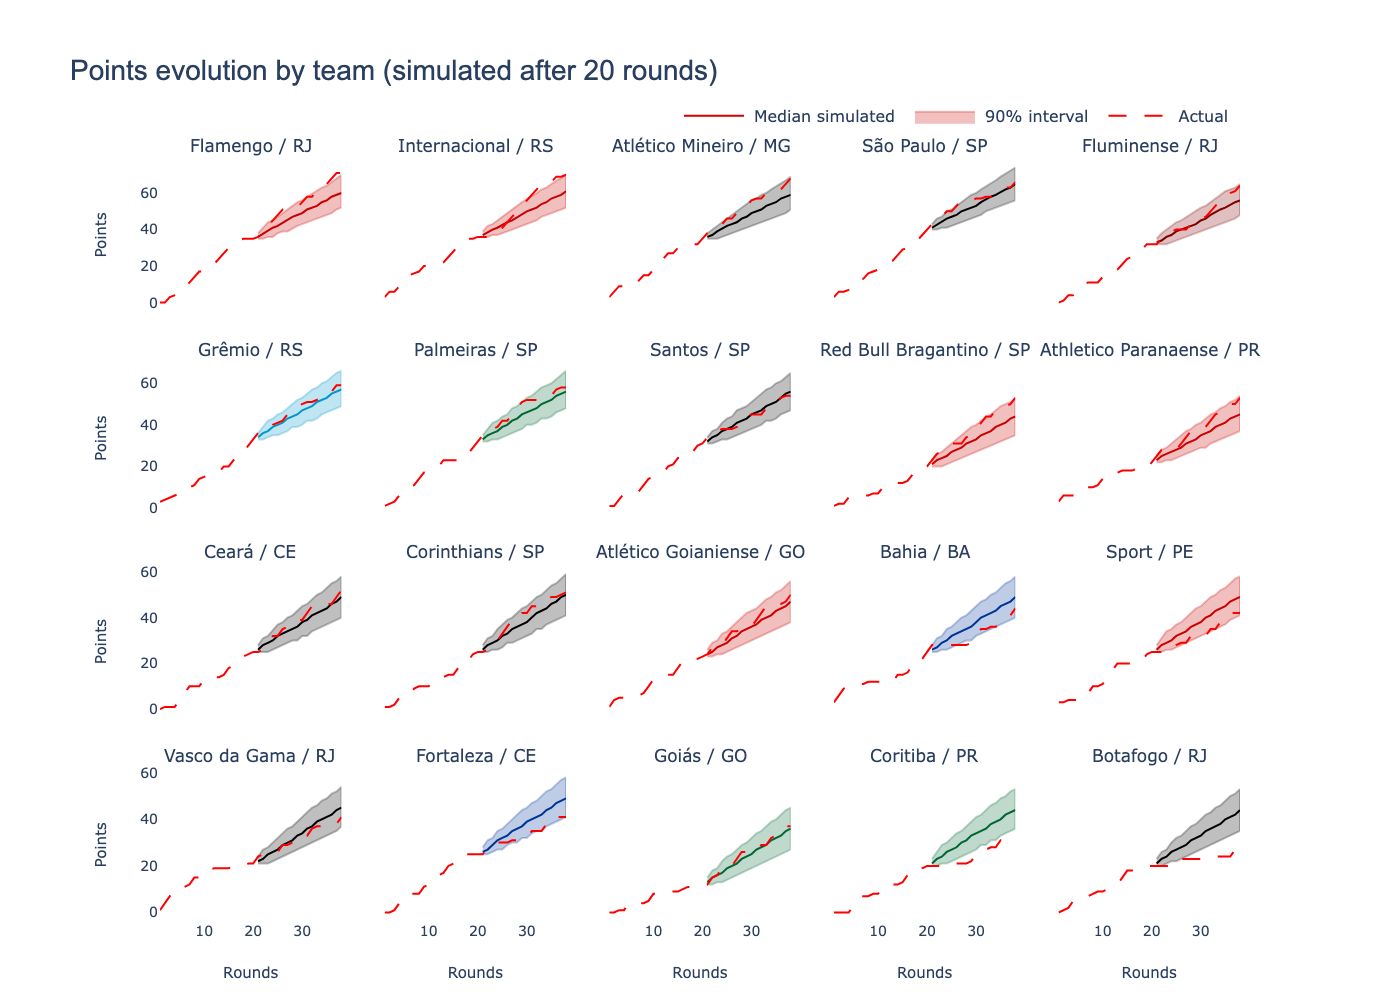 Points evolution by team (simulated after 20 rounds)
Median simulated 90% interval Actual
Flamengo / RJ Internacional / RS Atlético Mineiro / MG São Paulo / SP Fluminense / RJ
60
40
20
0
Points
Grêmio / RS Palmeiras / SP Santos / SP Red Bull Bragantino / SP Athletico Paranaense / PR
60
40
20
0
Points
Ceará / CE Corinthians / SP Atlético Goianiense / GO Bahia / BA Sport / PE
60
40
20
0
Points
Vasco da Gama / RJ Fortaleza / CE Goiás / GO Coritiba / PR Botafogo / RJ
60
40
20
0
Points
10 20 30 10 20 30 10 20 30 10 20 30 10 20 30
Rounds Rounds Rounds Rounds Rounds